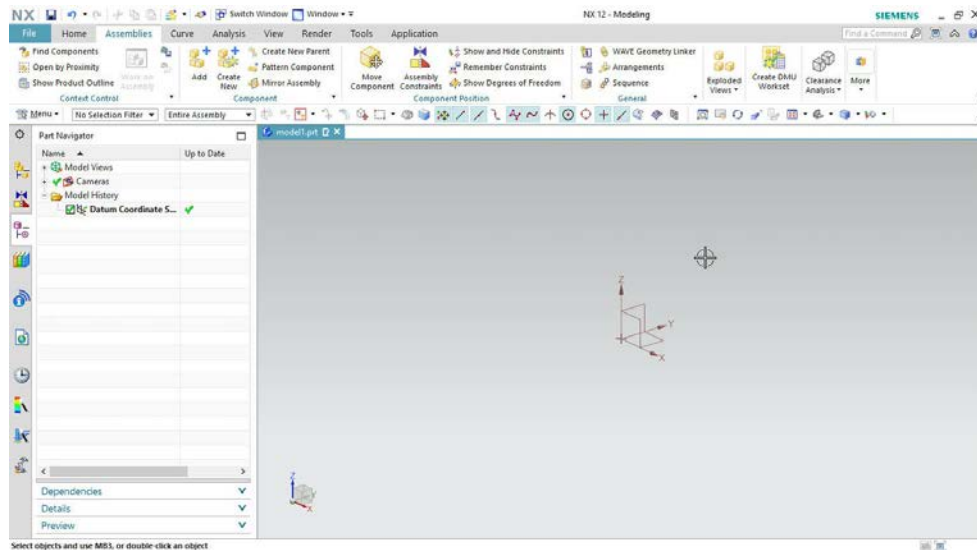 NX Switch Window Window NX 12 - Modeling SIEMENS
File Home Assemblies Curve Analysis View Render Tools Application Find a Command
Find Components
Open by Proximity
Show Product Outline
Work on Assembly
Context Control
Add
Create New
Create New Parent
Pattern Component
Mirror Assembly
Component
Move Component
Assembly Constraints
Show and Hide Constraints
Remember Constraints
Show Degrees of Freedom
Component Position
WAVE Geometry Linker
Arrangements
Sequence
General
Exploded Views
Create DMU Workset
Clearance Analysis
More
Menu No Selection Filter Entire Assembly
Part Navigator
model1.prt
Name Up to Date
Model Views
Cameras
Model History
Datum Coordinate S...
Z
Y
X
Z
X
Dependencies
Details
Preview
Select objects and use MB3, or double-click an object